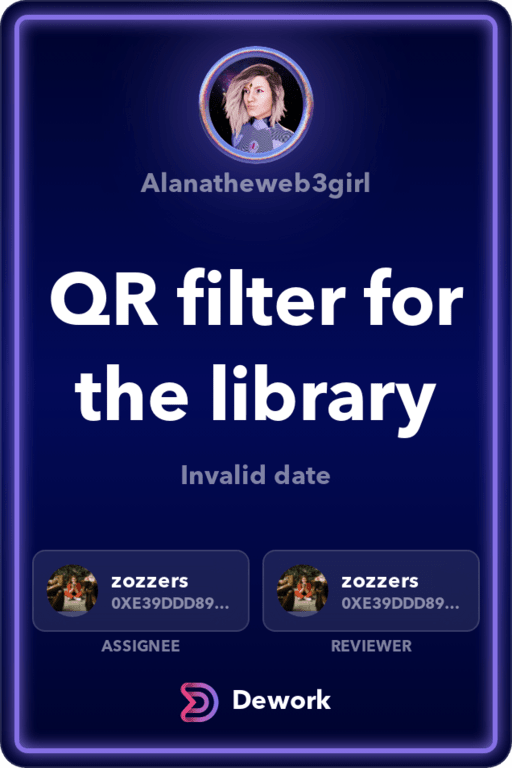 Alanatheweb3girl
QR filter for
the library
Invalid date
zozzers
0XE39DDD89...
zozzers
0XE39DDD89...
ASSIGNEE
REVIEWER
Dework